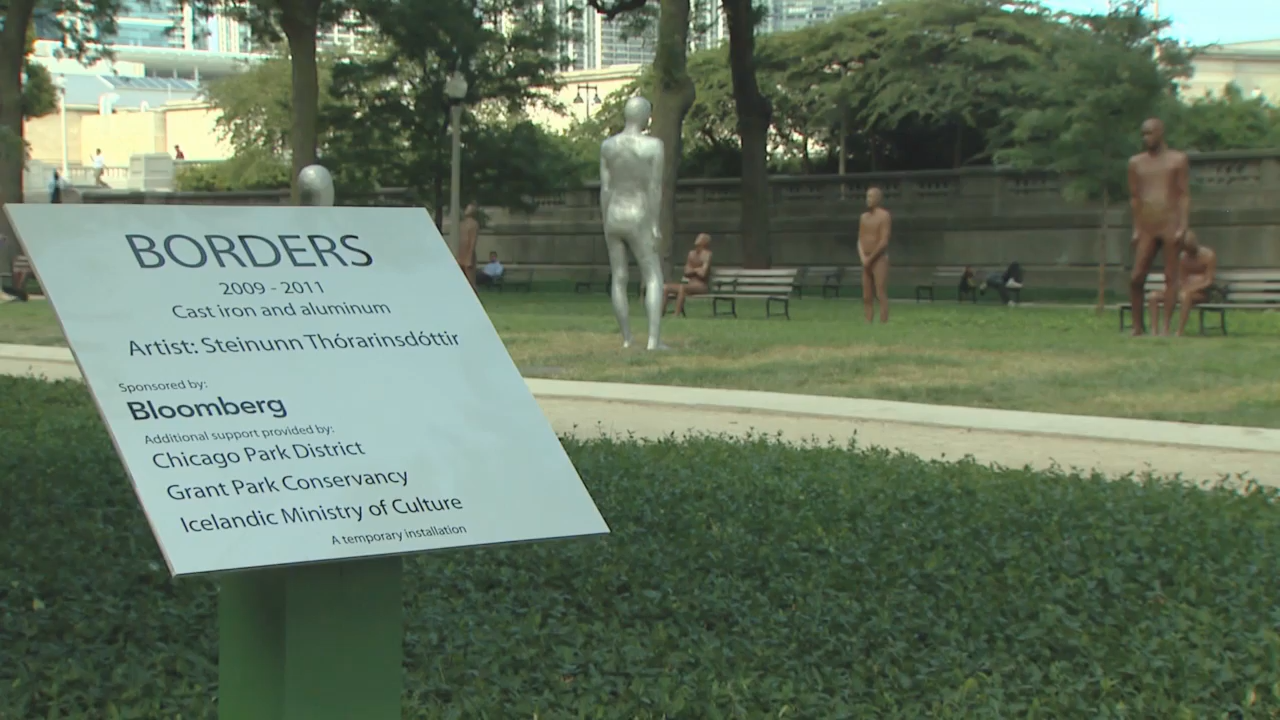 BORDERS
2009 - 2011
Cast iron and aluminum
Artist: Steinunn Thórarinsdóttir
Sponsored by:
Bloomberg
Additional support provided by:
Chicago Park District
Grant Park Conservancy
Icelandic Ministry of Culture
A temporary installation